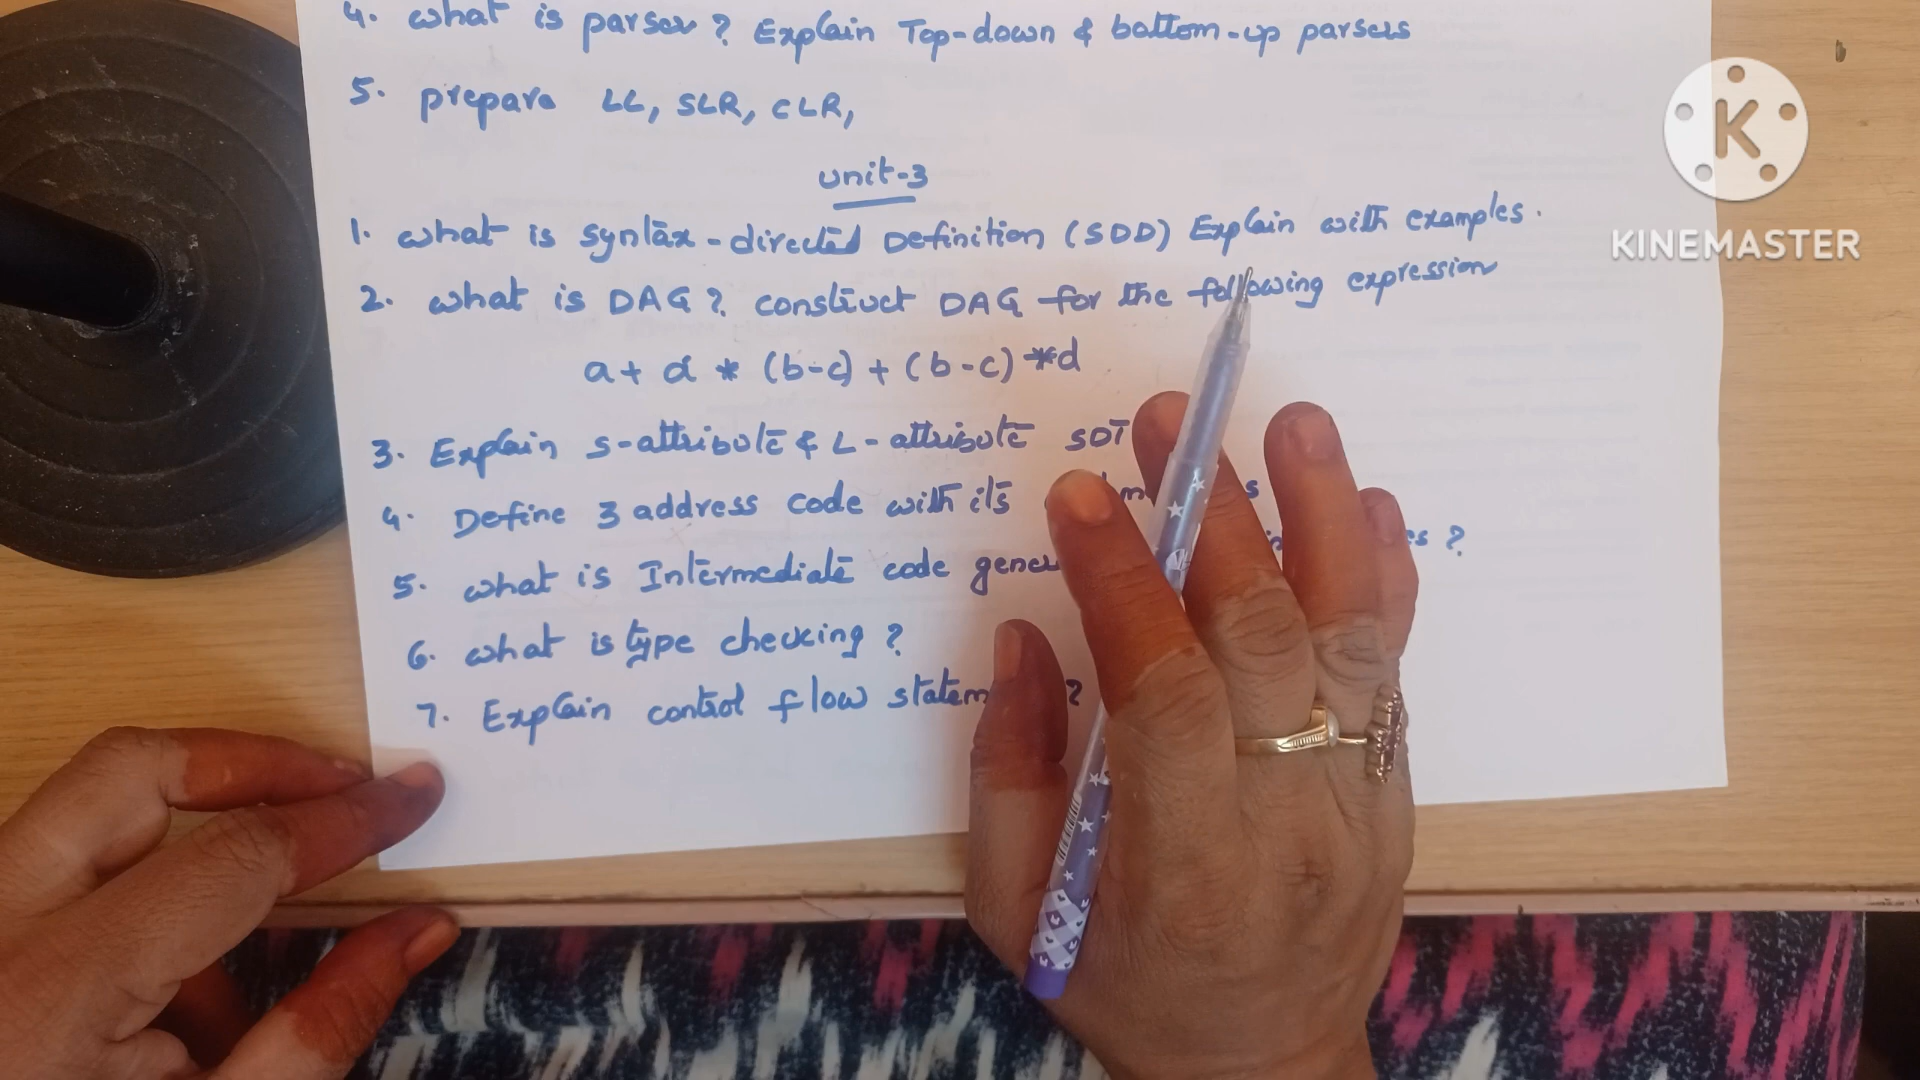 4. what is parser? Explain Top-down & bottom-up parsers
5. prepare LL, SLR, CLR,
unit-3
1. what is syntax-directed Definition (SDD) Explain with examples.
2. what is DAG? construct DAG for the following expression
a + a * (b-c) + (b-c) * d
3. Explain S-attribute & L-attribute SDT
4. Define 3 address code with its
5. what is Intermediate code ?
6. what is type checking?
7. Explain control flow ?
K
KINEMASTER